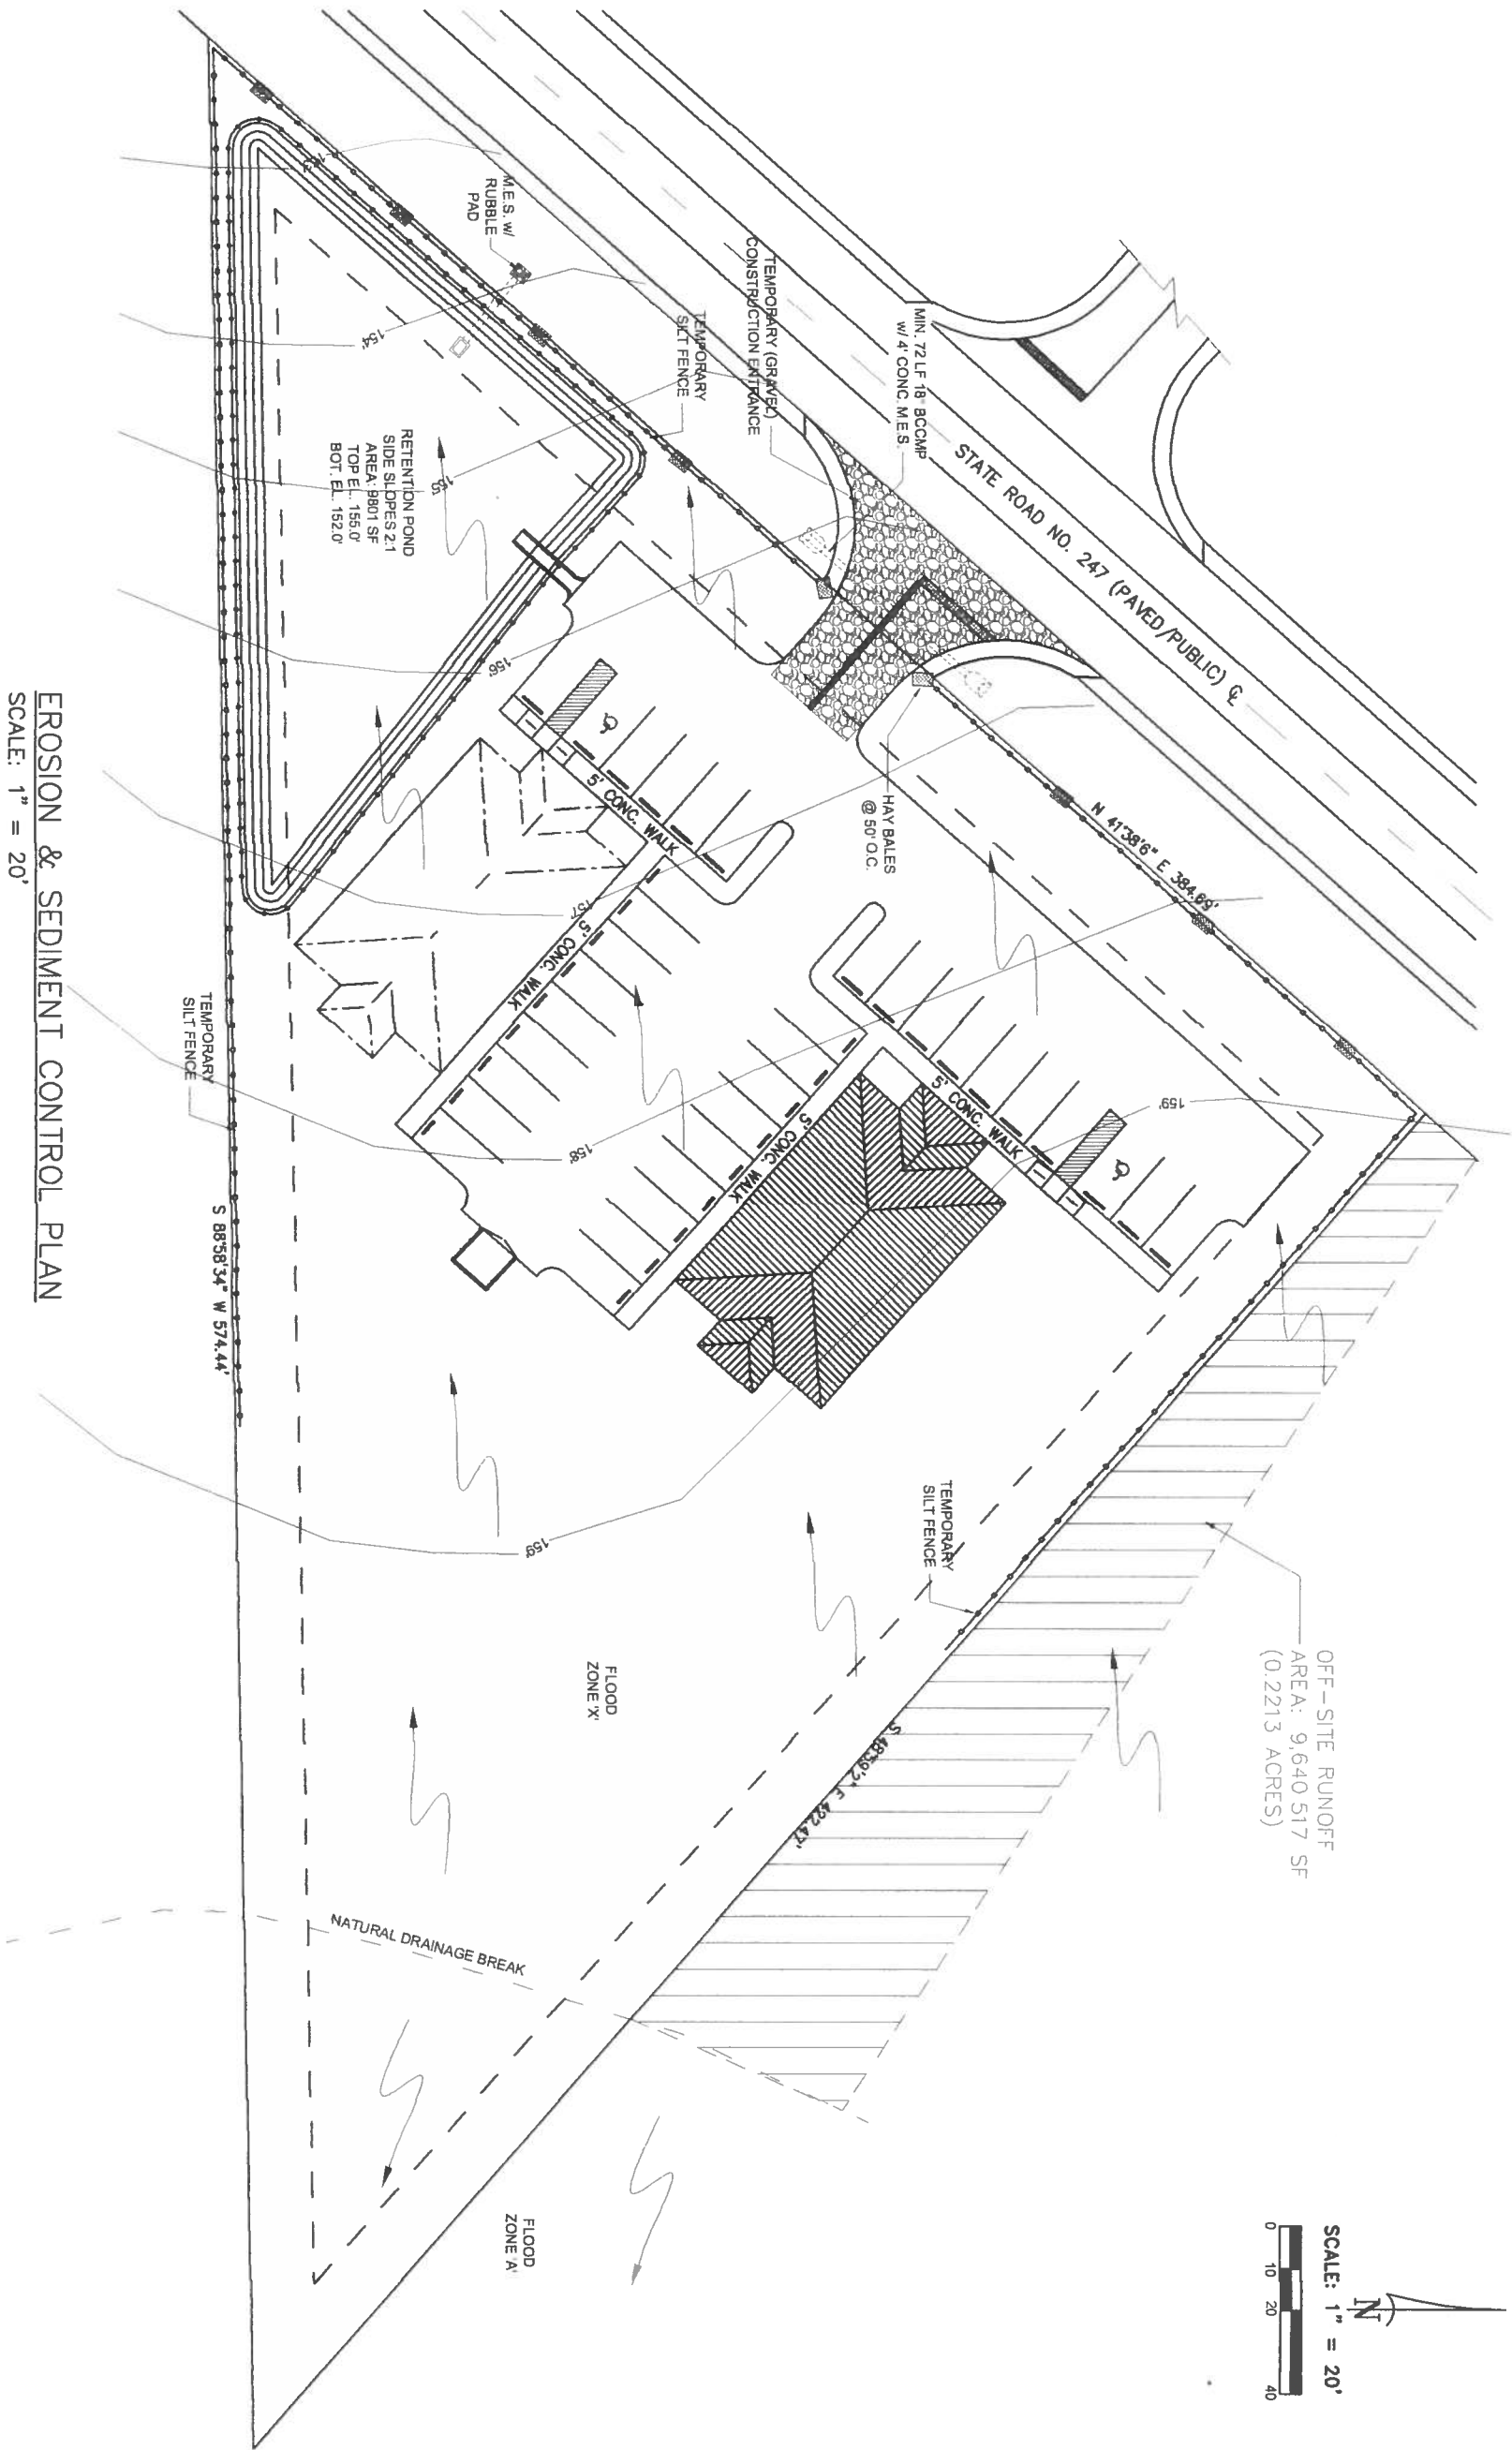 STATE ROAD NO. 247 (PAVED/PUBLIC) ℄
MIN. 72 LF 18" BCCMP
w/ 4' CONC. M.E.S.
TEMPORARY (GRAVEL)
CONSTRUCTION ENTRANCE
TEMPORARY
SILT FENCE
M.E.S. w/
RUBBLE
PAD
154'
155'
156'
157'
158'
159'
159'
RETENTION POND
SIDE SLOPES 2:1
AREA: 9801 SF
TOP EL. 155.0'
BOT. EL. 152.0'
HAY BALES
@ 50' O.C.
N 41°38'6" E 384.69'
5' CONC. WALK
5' CONC. WALK
5' CONC. WALK
5' CONC. WALK
TEMPORARY
SILT FENCE
S 88°58'34" W 574.44'
TEMPORARY
SILT FENCE
OFF-SITE RUNOFF
AREA: 9,640.517 SF
(0.2213 ACRES)
S 48°39'2" E 422.47'
FLOOD
ZONE 'X'
NATURAL DRAINAGE BREAK
FLOOD
ZONE 'A'
N
SCALE: 1" = 20'
0 10 20 40
EROSION & SEDIMENT CONTROL PLAN
SCALE: 1" = 20'